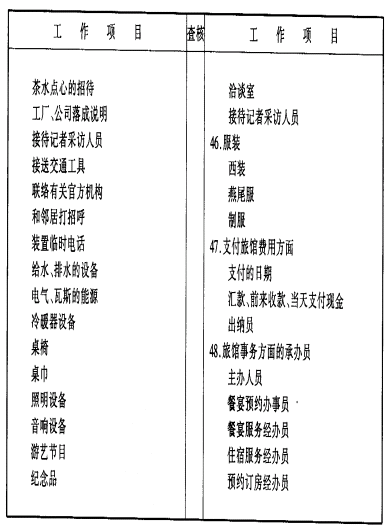 工作项目
查核
工作项目
茶水点心的招待
工厂、公司落成说明
接待记者采访人员
接送交通工具
联络有关官方机构
和邻居打招呼
装置临时电话
给水、排水的设备
电气、瓦斯的能源
冷暖器设备
桌椅
桌巾
照明设备
音响设备
游艺节目
纪念品
洽谈室
接待记者采访人员
46.服装
西装
燕尾服
制服
47.支付旅馆费用方面
支付的日期
汇款、前来收款、当天支付现金
出纳员
48.旅馆事务方面的承办员
主办人员
餐宴预约办事员
餐宴服务经办员
住宿服务经办员
预约订房经办员